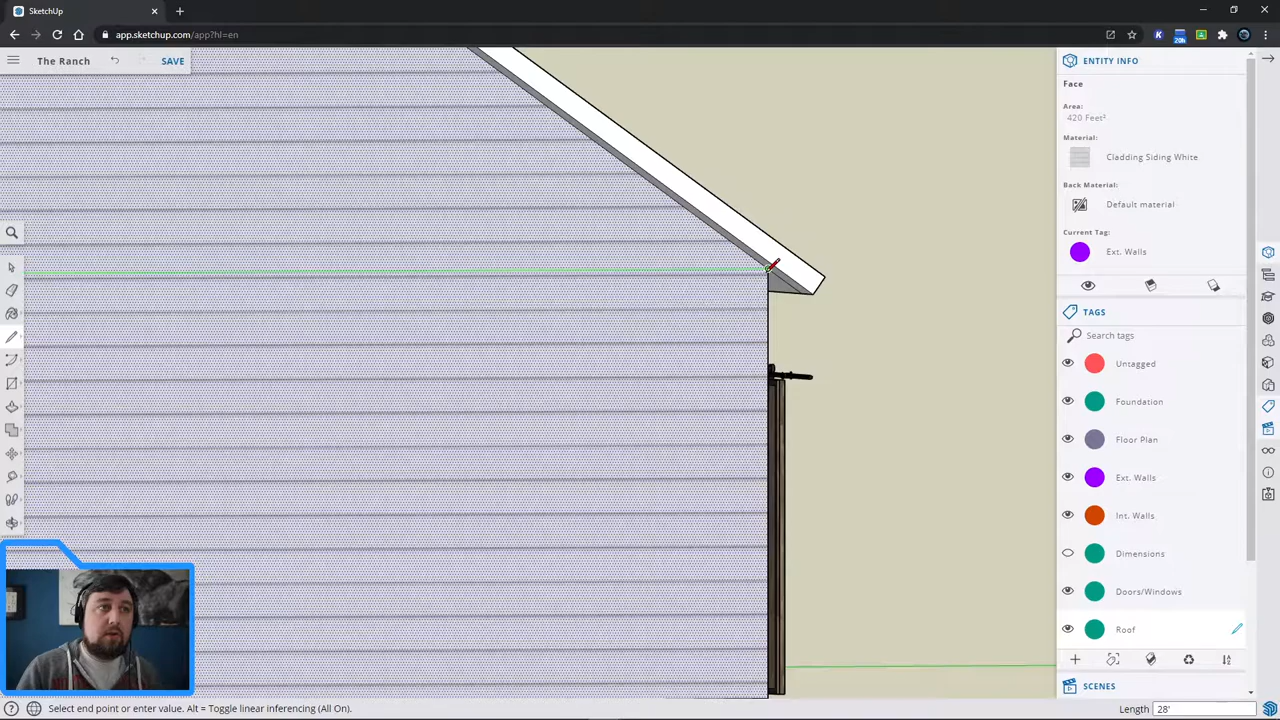 SketchUp
app.sketchup.com/app?hl=en
20h
The Ranch
SAVE
ENTITY INFO
Face
Area:
420 Feet²
Material:
Cladding Siding White
Back Material:
Default material
Current Tag:
Ext. Walls
TAGS
Search tags
Untagged
Foundation
Floor Plan
Ext. Walls
Int. Walls
Dimensions
Doors/Windows
Roof
SCENES
Select end point or enter value. Alt = Toggle linear inferencing (All On).
Length
28'